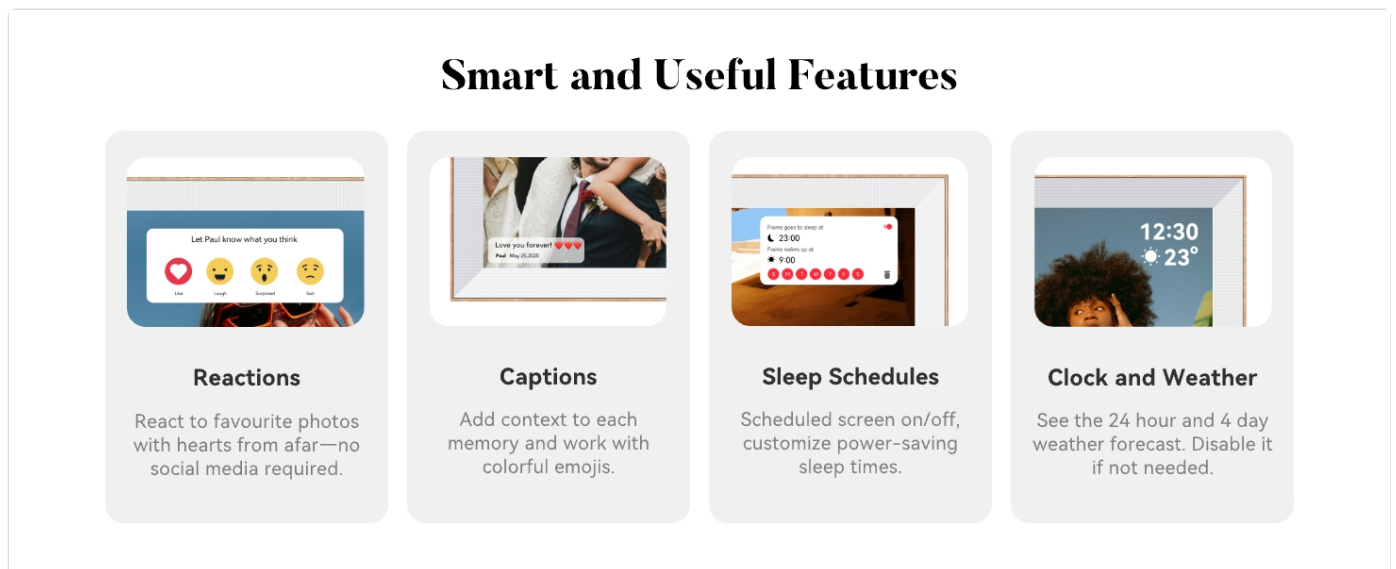 Smart and Useful Features
Let Paul know what you think
Like
Laugh
Surprised
Sad
Reactions
React to favourite photos
with hearts from afar—no
social media required.
Love you forever! ❤️❤️❤️
Paul · May 25,2025
Captions
Add context to each
memory and work with
colorful emojis.
Frame goes to sleep at
23:00
Frame wakes up at
9:00
S M T W T F S
Sleep Schedules
Scheduled screen on/off,
customize power-saving
sleep times.
12:30
23°
Clock and Weather
See the 24 hour and 4 day
weather forecast. Disable it
if not needed.